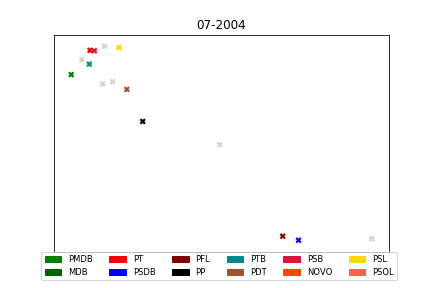 07-2004
PMDB PT PFL PTB PSB PSL
MDB PSDB PP PDT NOVO PSOL